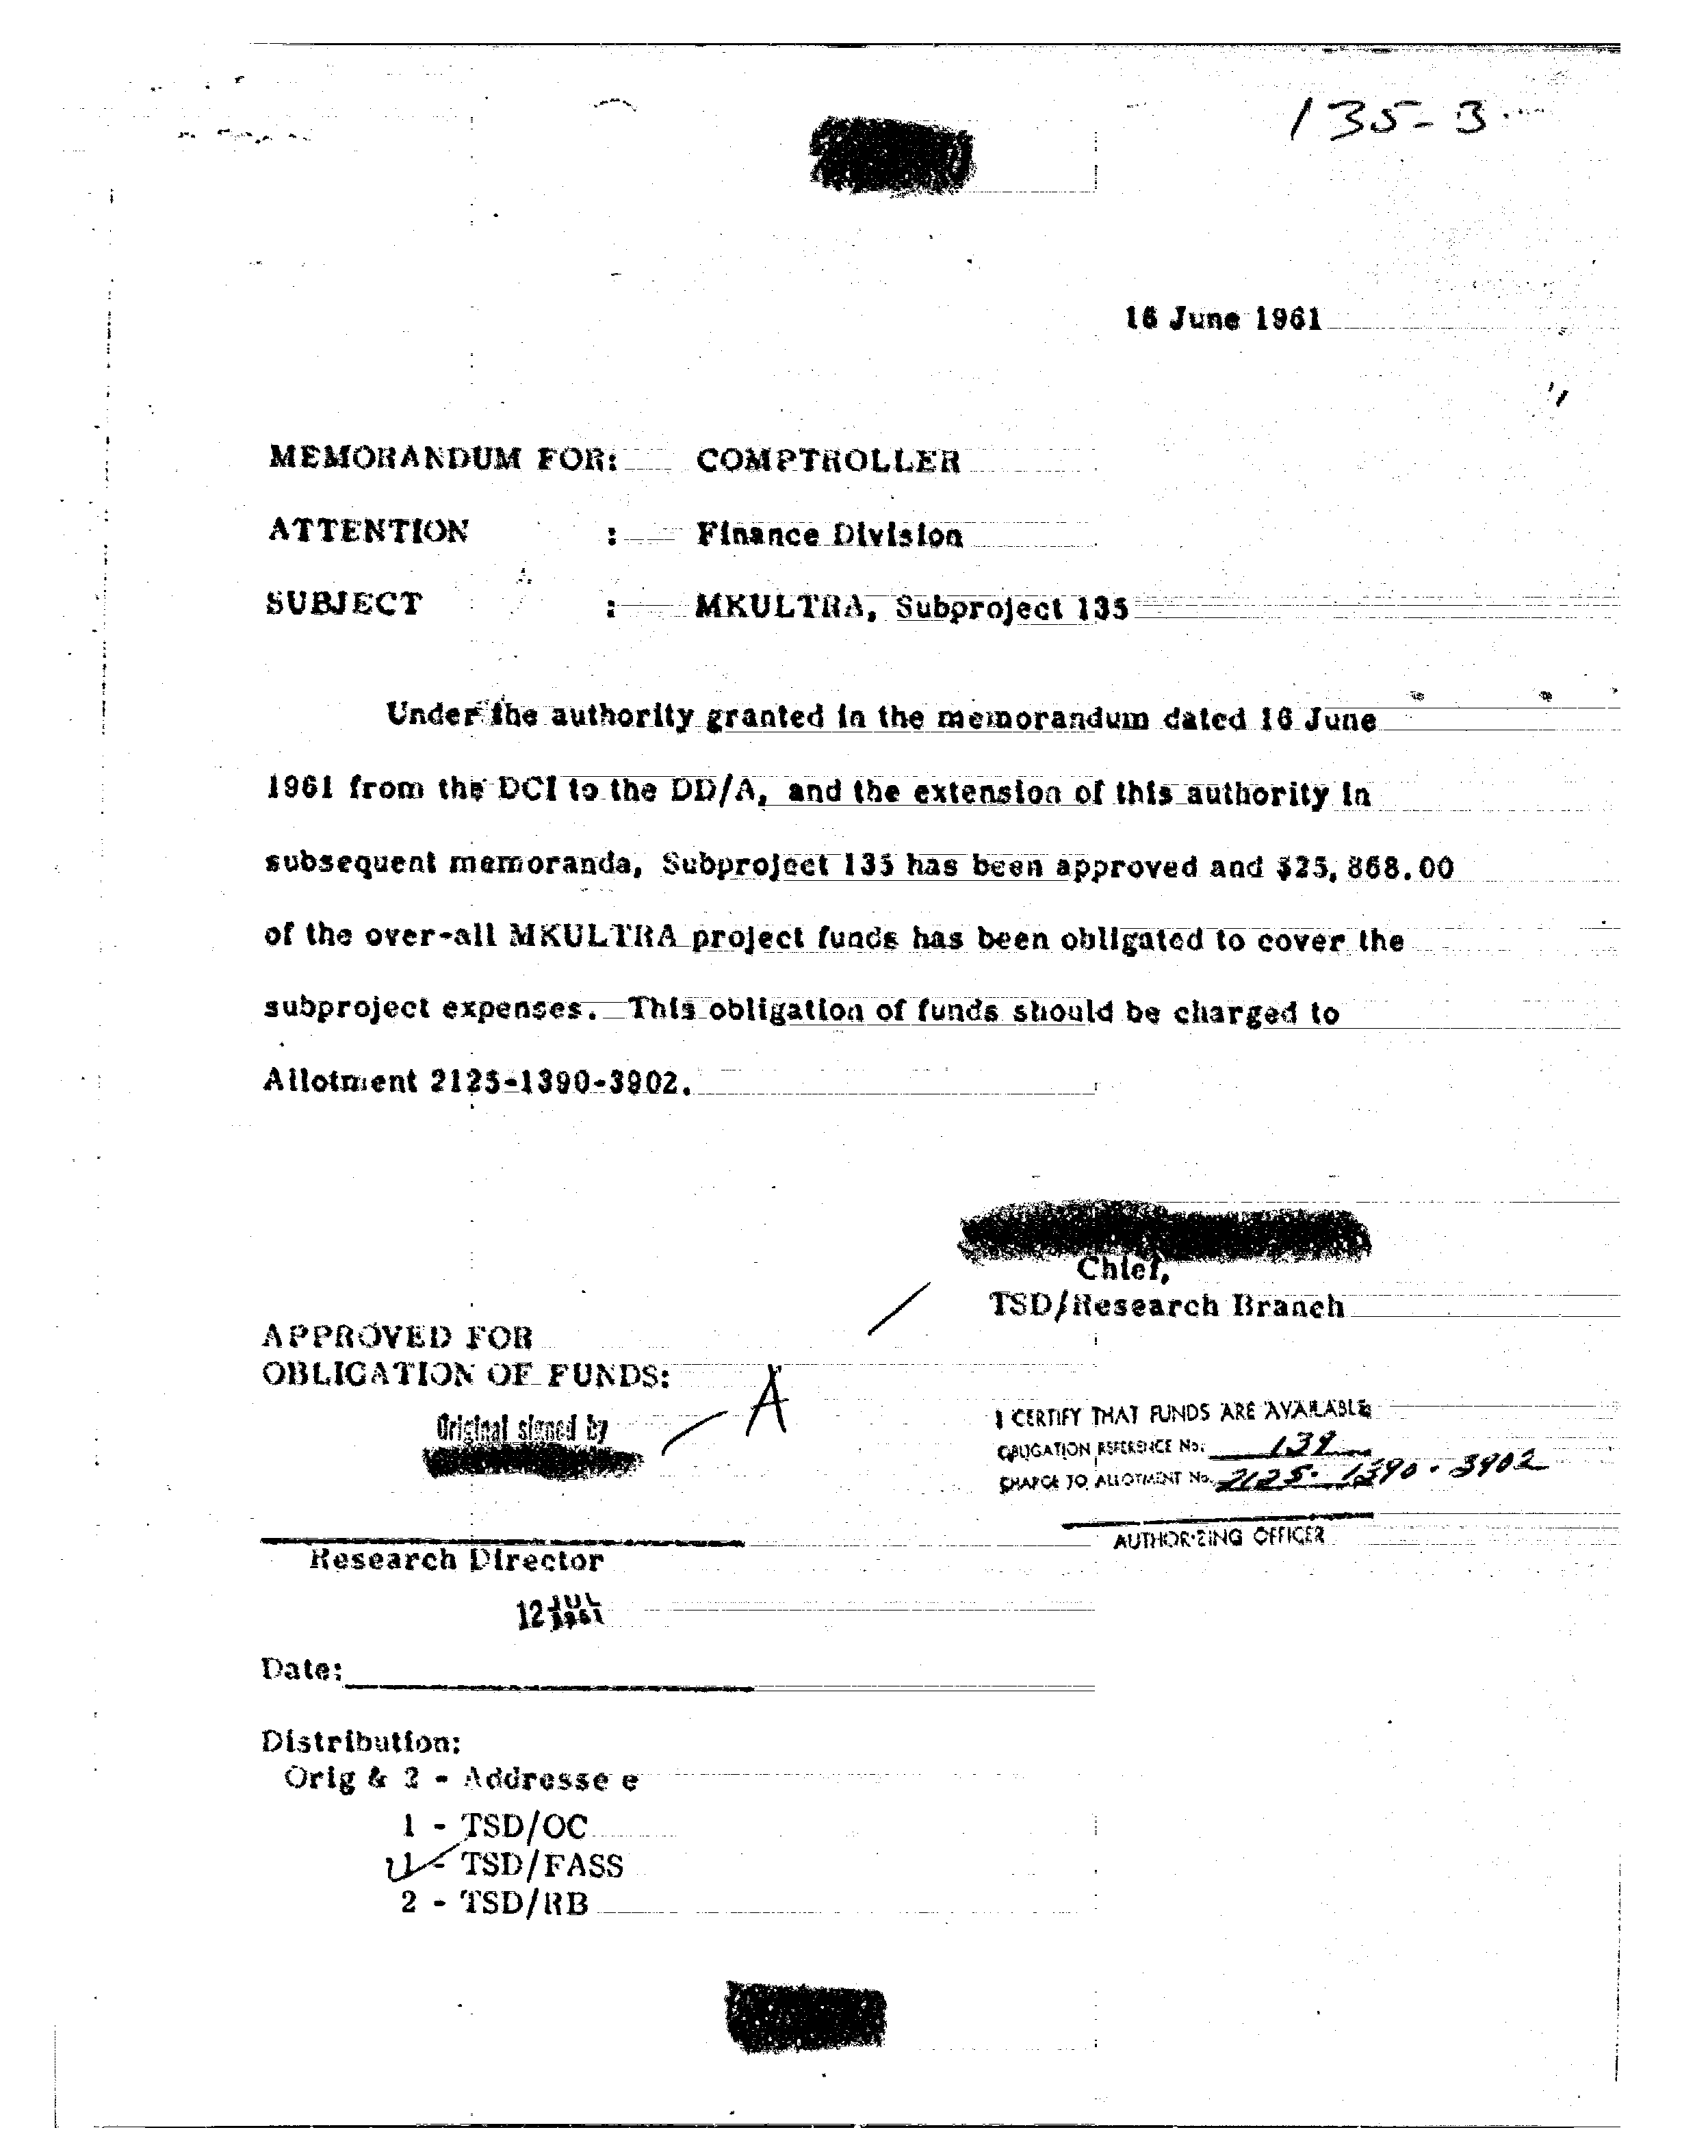 135-3
16 June 1961
MEMORANDUM FOR: COMPTROLLER
ATTENTION : Finance Division
SUBJECT : MKULTRA, Subproject 135
Under the authority granted in the memorandum dated 16 June
1961 from the DCI to the DD/A, and the extension of this authority in
subsequent memoranda, Subproject 135 has been approved and $25,868.00
of the over-all MKULTRA project funds has been obligated to cover the
subproject expenses. This obligation of funds should be charged to
Allotment 2125-1390-3902.
Chief,
TSD/Research Branch
APPROVED FOR
OBLIGATION OF FUNDS:
A
Original signed by
I CERTIFY THAT FUNDS ARE AVAILABLE
OBLIGATION REFERENCE No. 139
CHARGE TO ALLOTMENT No. 2125-1390-3902
AUTHORIZING OFFICER
Research Director
12 JUL 1961
Date:
Distribution:
Orig & 2 - Addresse e
1 - TSD/OC
1 - TSD/FASS
2 - TSD/RB